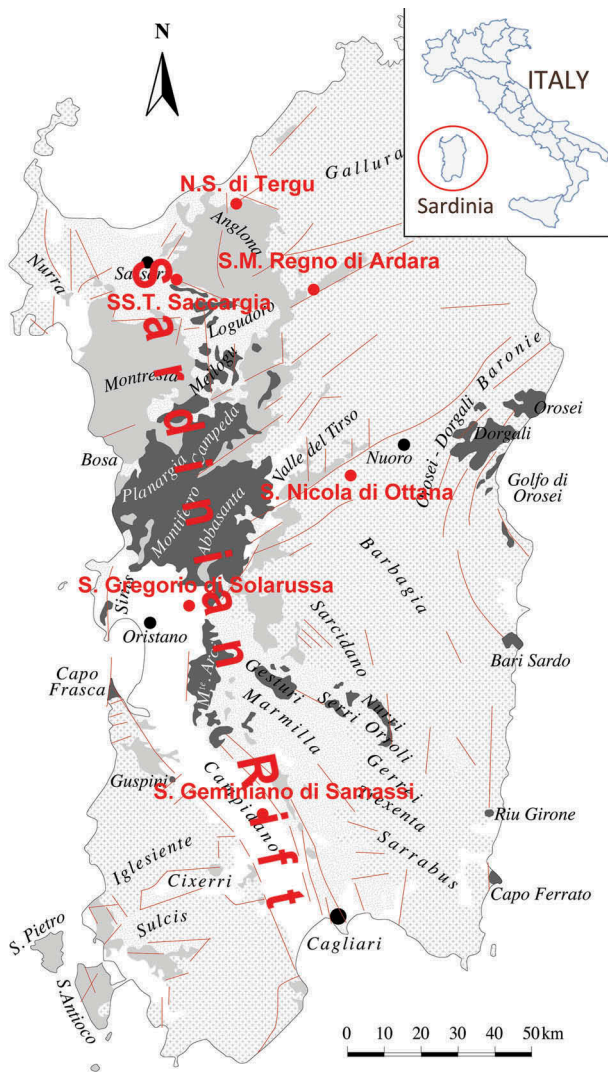 N
ITALY
Sardinia
Gallura
N.S. di Tergu
Anglona
S.M. Regno di Ardara
Nurra
Sassari
SS.T. Saccargia
Logudoro
Meilogu
Montresta
Baronie
Orosei
Dorgali
Orosei - Dorgali
Golfo di
Orosei
Campeda
Planargia
Bosa
Valle del Tirso
Nuoro
S. Nicola di Ottana
Montiferro
Abbasanta
Barbagia
S. Gregorio di Solarussa
Sinis
Oristano
Sarcidano
Bari Sardo
Capo
Frasca
Mte. Arci
Gesturi
Marmilla
Nurri
Serri Orroli
Gerrei
Trexenta
Guspini
S. Geminiano di Samassi
Campidano
Riu Girone
Sarrabus
Iglesiente
Cixerri
Capo Ferrato
Sulcis
S. Pietro
S.Antioco
Cagliari
Sardinian Rift
0 10 20 30 40 50km